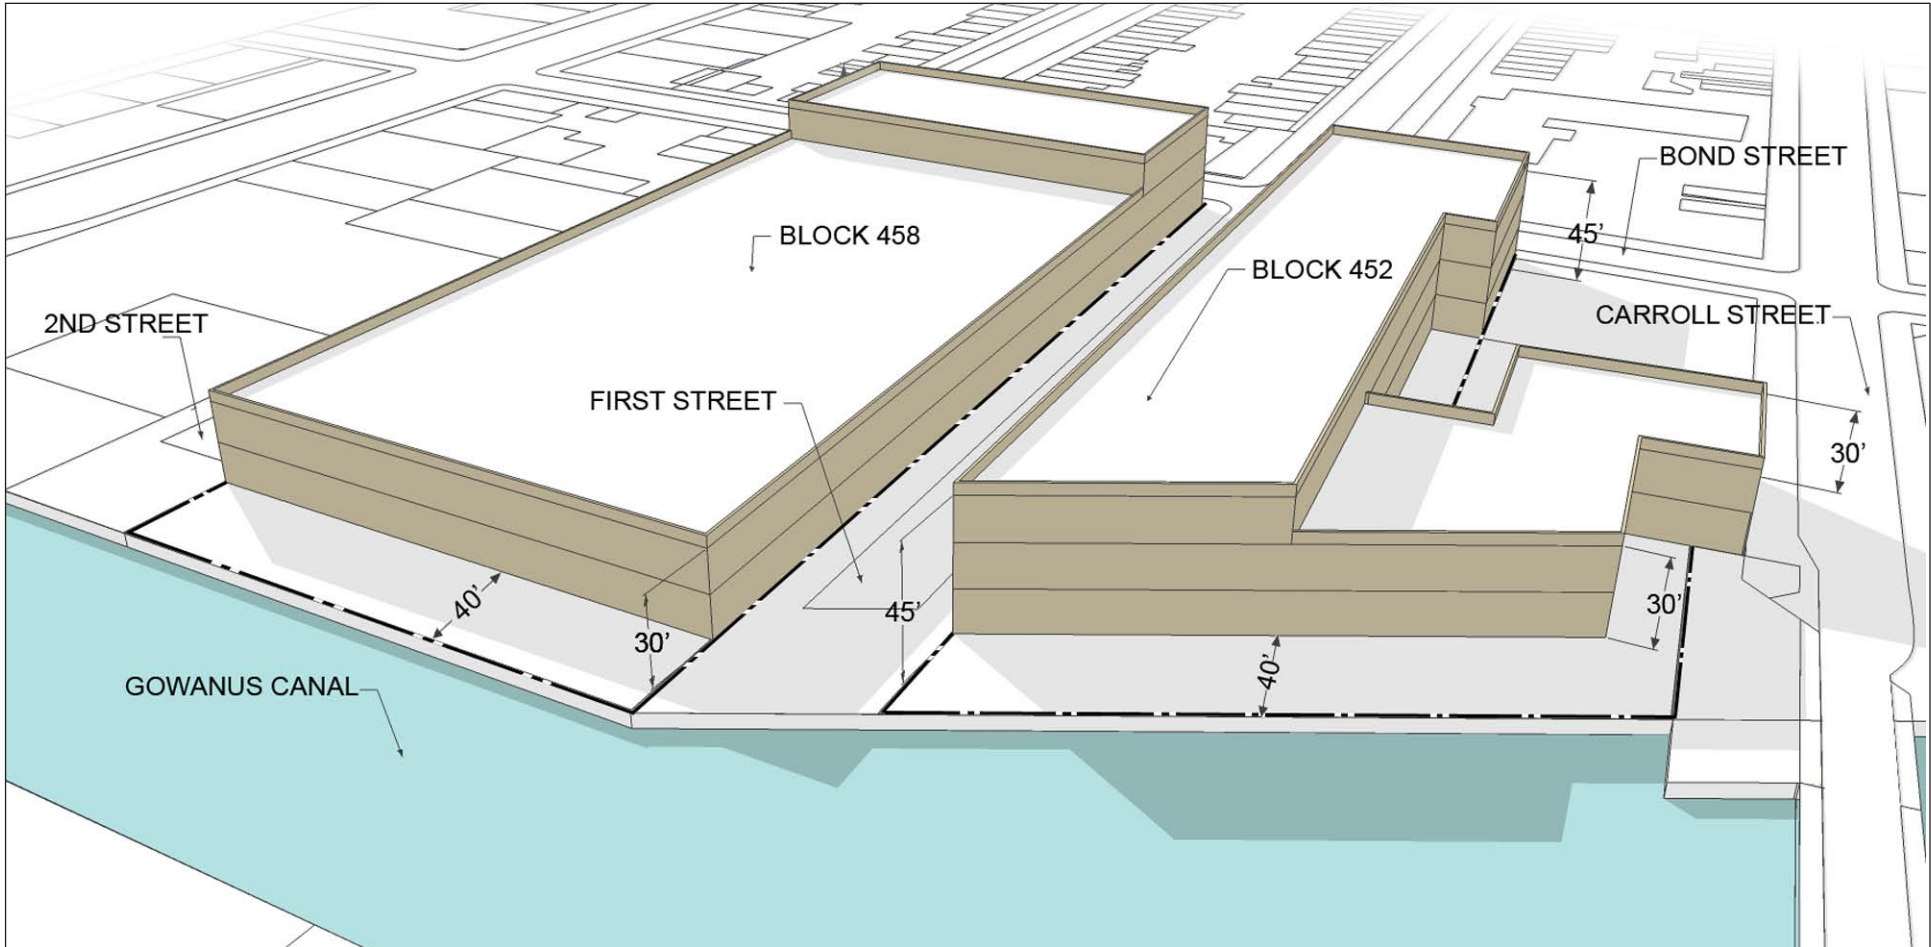 BOND STREET
BLOCK 458
45’
BLOCK 452
2ND STREET
CARROLL STREET
FIRST STREET
30’
40’
45’
30’
30’
40’
GOWANUS CANAL